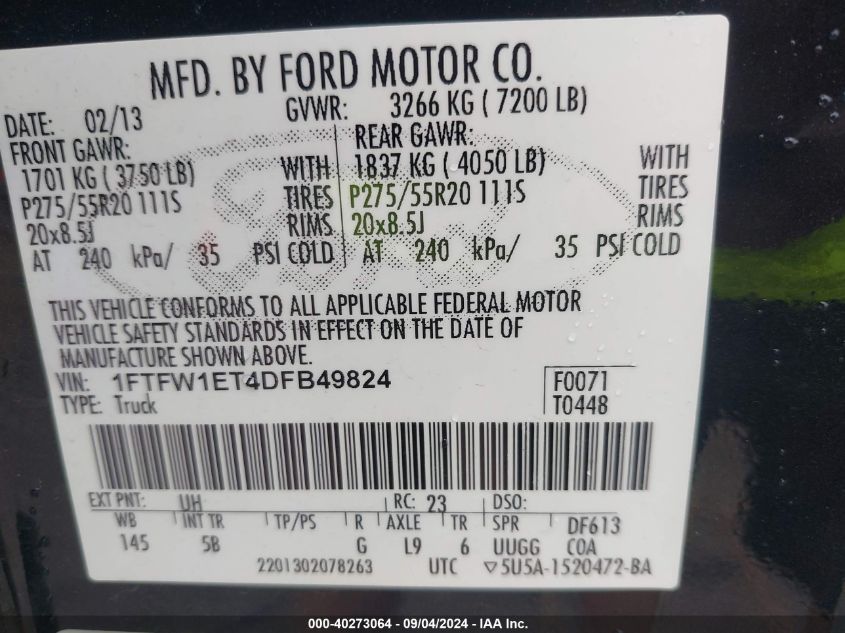 MFD. BY FORD MOTOR CO.
DATE: 02/13 GVWR: 3266 KG ( 7200 LB)
FRONT GAWR: REAR GAWR:
1701 KG ( 3750 LB) WITH 1837 KG ( 4050 LB) WITH
P275/55R20 111S TIRES P275/55R20 111S TIRES
20x8.5J RIMS 20x8.5J RIMS
AT 240 kPa/ 35 PSI COLD AT 240 kPa/ 35 PSI COLD
THIS VEHICLE CONFORMS TO ALL APPLICABLE FEDERAL MOTOR
VEHICLE SAFETY STANDARDS IN EFFECT ON THE DATE OF
MANUFACTURE SHOWN ABOVE.
VIN: 1FTFW1ET4DFB49824 F0071
TYPE: Truck T0448
EXT PNT: UH RC: 23 DSO:
WB INT TR TP/PS R AXLE TR SPR DF613
145 5B G L9 6 UUGG COA
2201302078263 UTC ▽5U5A-1520472-BA
000-40273064 - 09/04/2024 - IAA Inc.